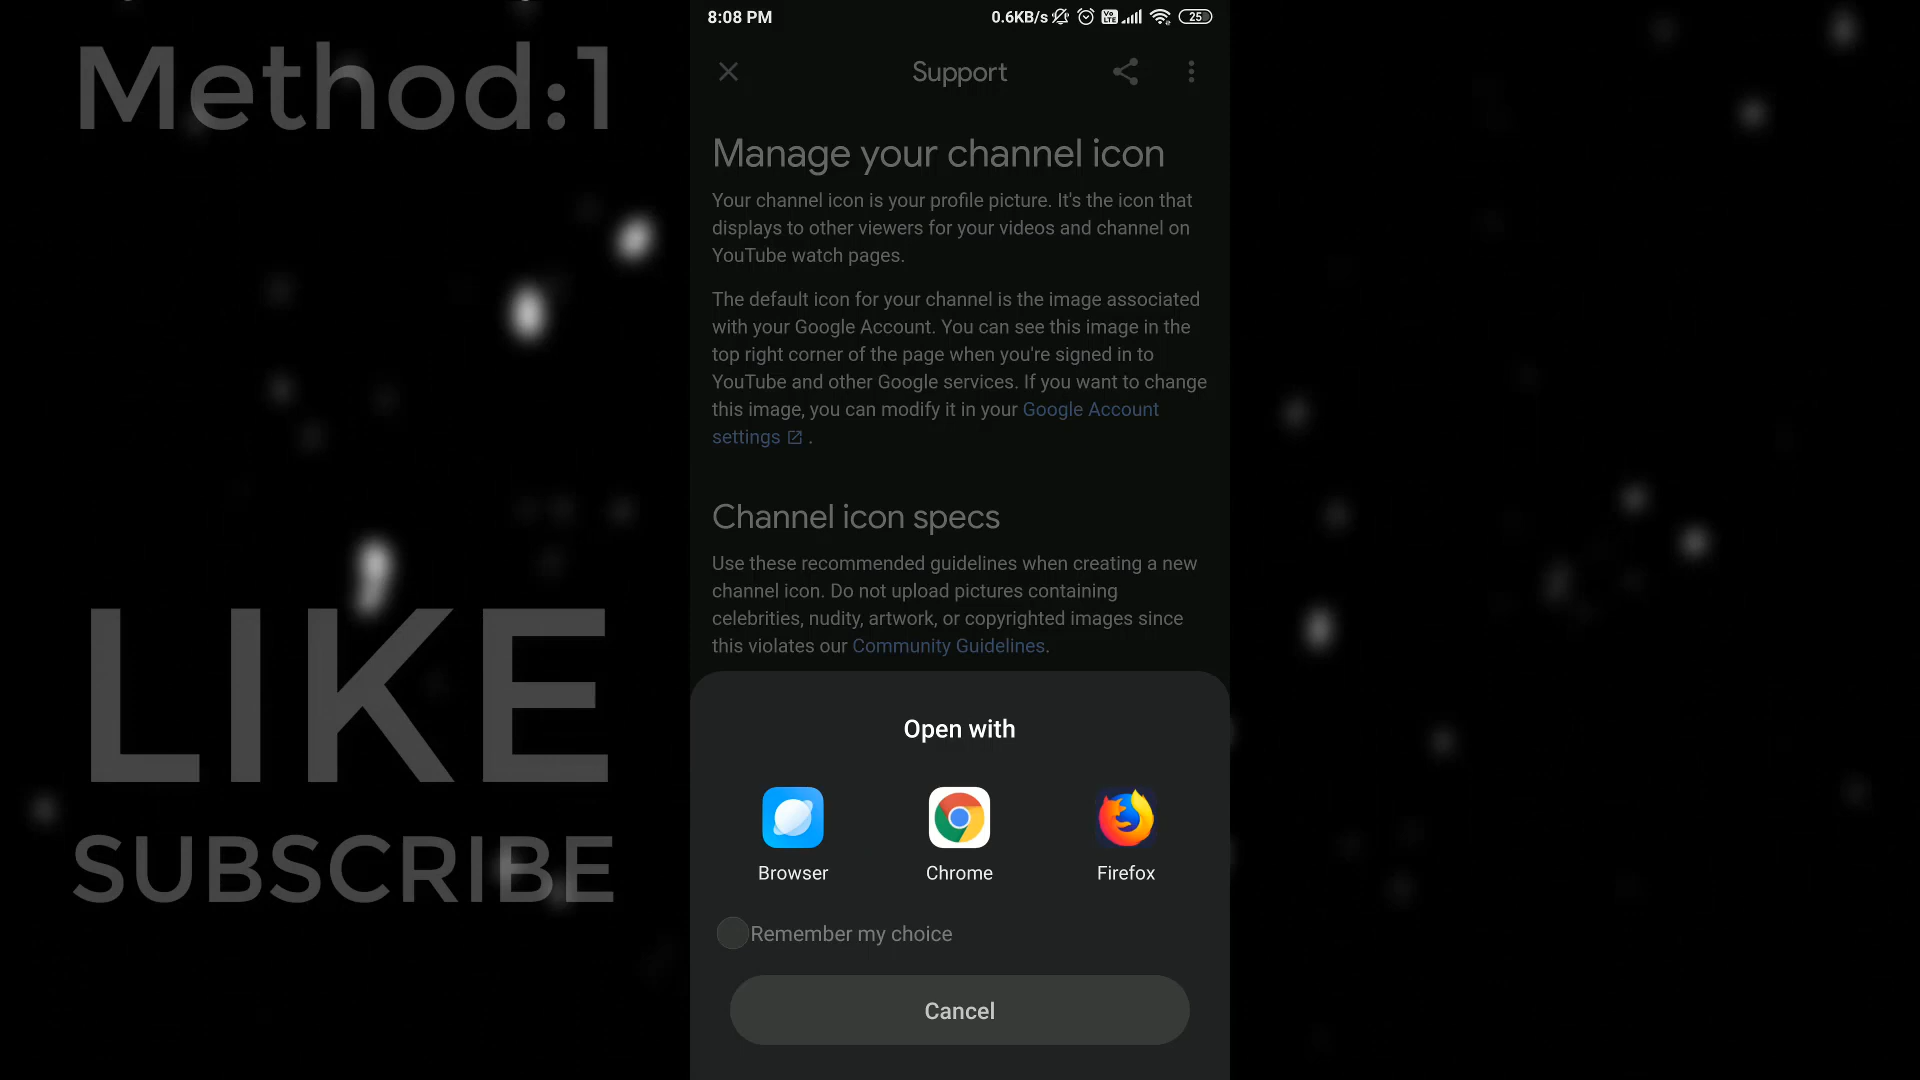 Method:1
LIKE
SUBSCRIBE
8:08 PM
0.6KB/s
Vo
LTE
25
Support
Manage your channel icon
Your channel icon is your profile picture. It's the icon that
displays to other viewers for your videos and channel on
YouTube watch pages.
The default icon for your channel is the image associated
with your Google Account. You can see this image in the
top right corner of the page when you're signed in to
YouTube and other Google services. If you want to change
this image, you can modify it in your Google Account
settings .
Channel icon specs
Use these recommended guidelines when creating a new
channel icon. Do not upload pictures containing
celebrities, nudity, artwork, or copyrighted images since
this violates our Community Guidelines.
Open with
Browser
Chrome
Firefox
Remember my choice
Cancel